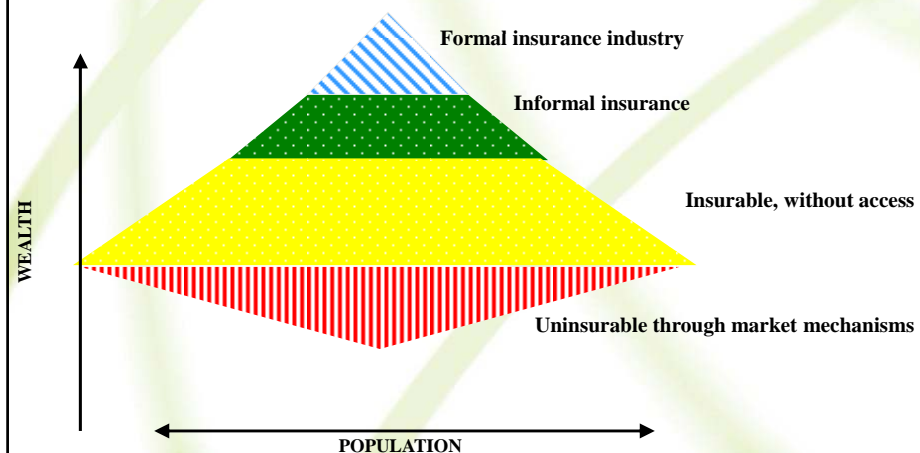 Formal insurance industry
Informal insurance
Insurable, without access
WEALTH
Uninsurable through market mechanisms
POPULATION